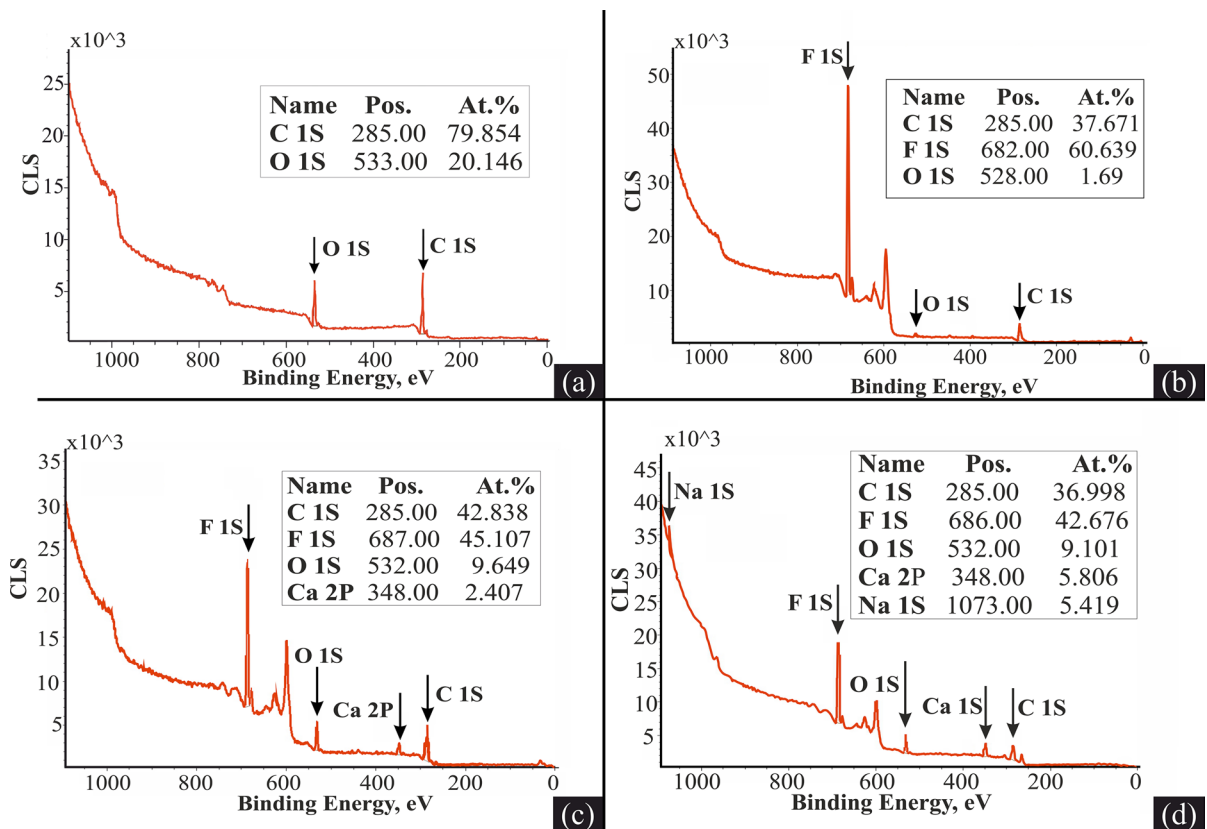 x10^3
25
20
15
10
5
CLS
Name Pos. At.%
C 1S 285.00 79.854
O 1S 533.00 20.146
O 1S
C 1S
1000 800 600 400 200 0
Binding Energy, eV
(a)
x10^3
50
40
30
20
10
CLS
F 1S
Name Pos. At.%
C 1S 285.00 37.671
F 1S 682.00 60.639
O 1S 528.00 1.69
O 1S
C 1S
1000 800 600 400 200 0
Binding Energy, eV
(b)
x10^3
35
30
25
20
15
10
5
CLS
Name Pos. At.%
C 1S 285.00 42.838
F 1S 687.00 45.107
O 1S 532.00 9.649
Ca 2P 348.00 2.407
F 1S
O 1S
Ca 2P
C 1S
1000 800 600 400 200 0
Binding Energy, eV
(c)
x10^3
45
40
35
30
25
20
15
10
5
CLS
Na 1S
Name Pos. At.%
C 1S 285.00 36.998
F 1S 686.00 42.676
O 1S 532.00 9.101
Ca 2P 348.00 5.806
Na 1S 1073.00 5.419
F 1S
O 1S
Ca 1S
C 1S
1000 800 600 400 200 0
Binding Energy, eV
(d)